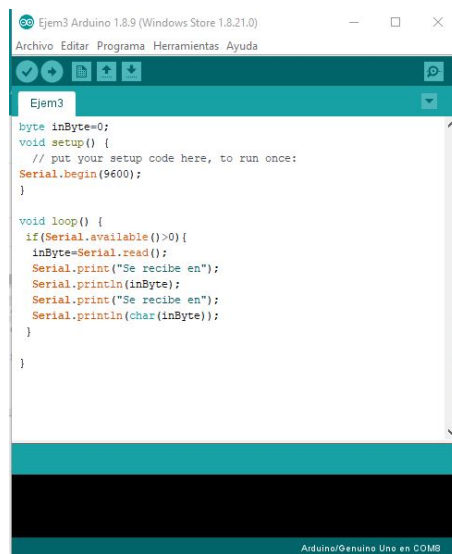 Ejem3 Arduino 1.8.9 (Windows Store 1.8.21.0)
Archivo Editar Programa Herramientas Ayuda
Ejem3
byte inByte=0;
void setup() {
// put your setup code here, to run once:
Serial.begin(9600);
}
void loop() {
if(Serial.available()>0){
inByte=Serial.read();
Serial.print("Se recibe en");
Serial.println(inByte);
Serial.print("Se recibe en");
Serial.println(char(inByte));
}
}
Arduino/Genuino Uno en COM8